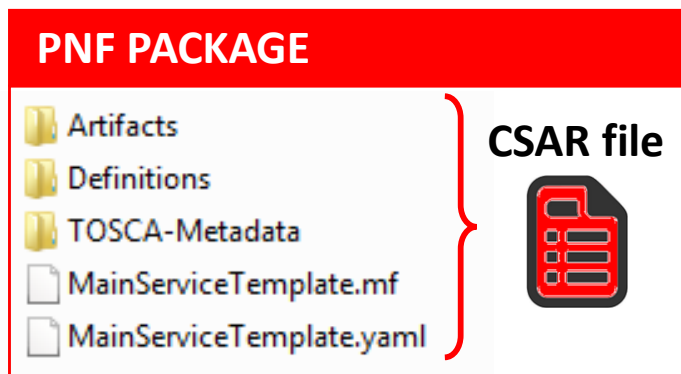 PNF PACKAGE
Artifacts
Definitions
TOSCA-Metadata
MainServiceTemplate.mf
MainServiceTemplate.yaml
CSAR file